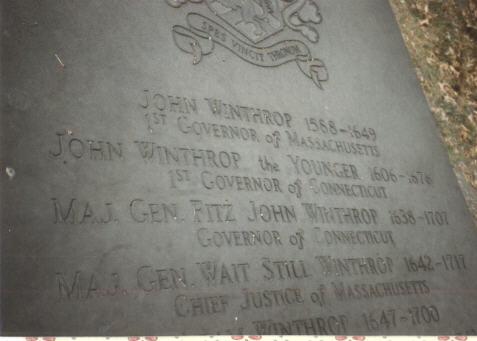 SPES VINCIT THRONUM
JOHN WINTHROP 1588-1649
1ST GOVERNOR of MASSACHUSETTS
JOHN WINTHROP the YOUNGER 1606-1676
1ST GOVERNOR of CONNECTICUT
MAJ. GEN. FITZ JOHN WINTHROP 1638-1707
GOVERNOR of CONNECTICUT
MAJ. GEN. WAIT STILL WINTHROP 1642-1717
CHIEF JUSTICE of MASSACHUSETTS
WINTHROP 1647-1700